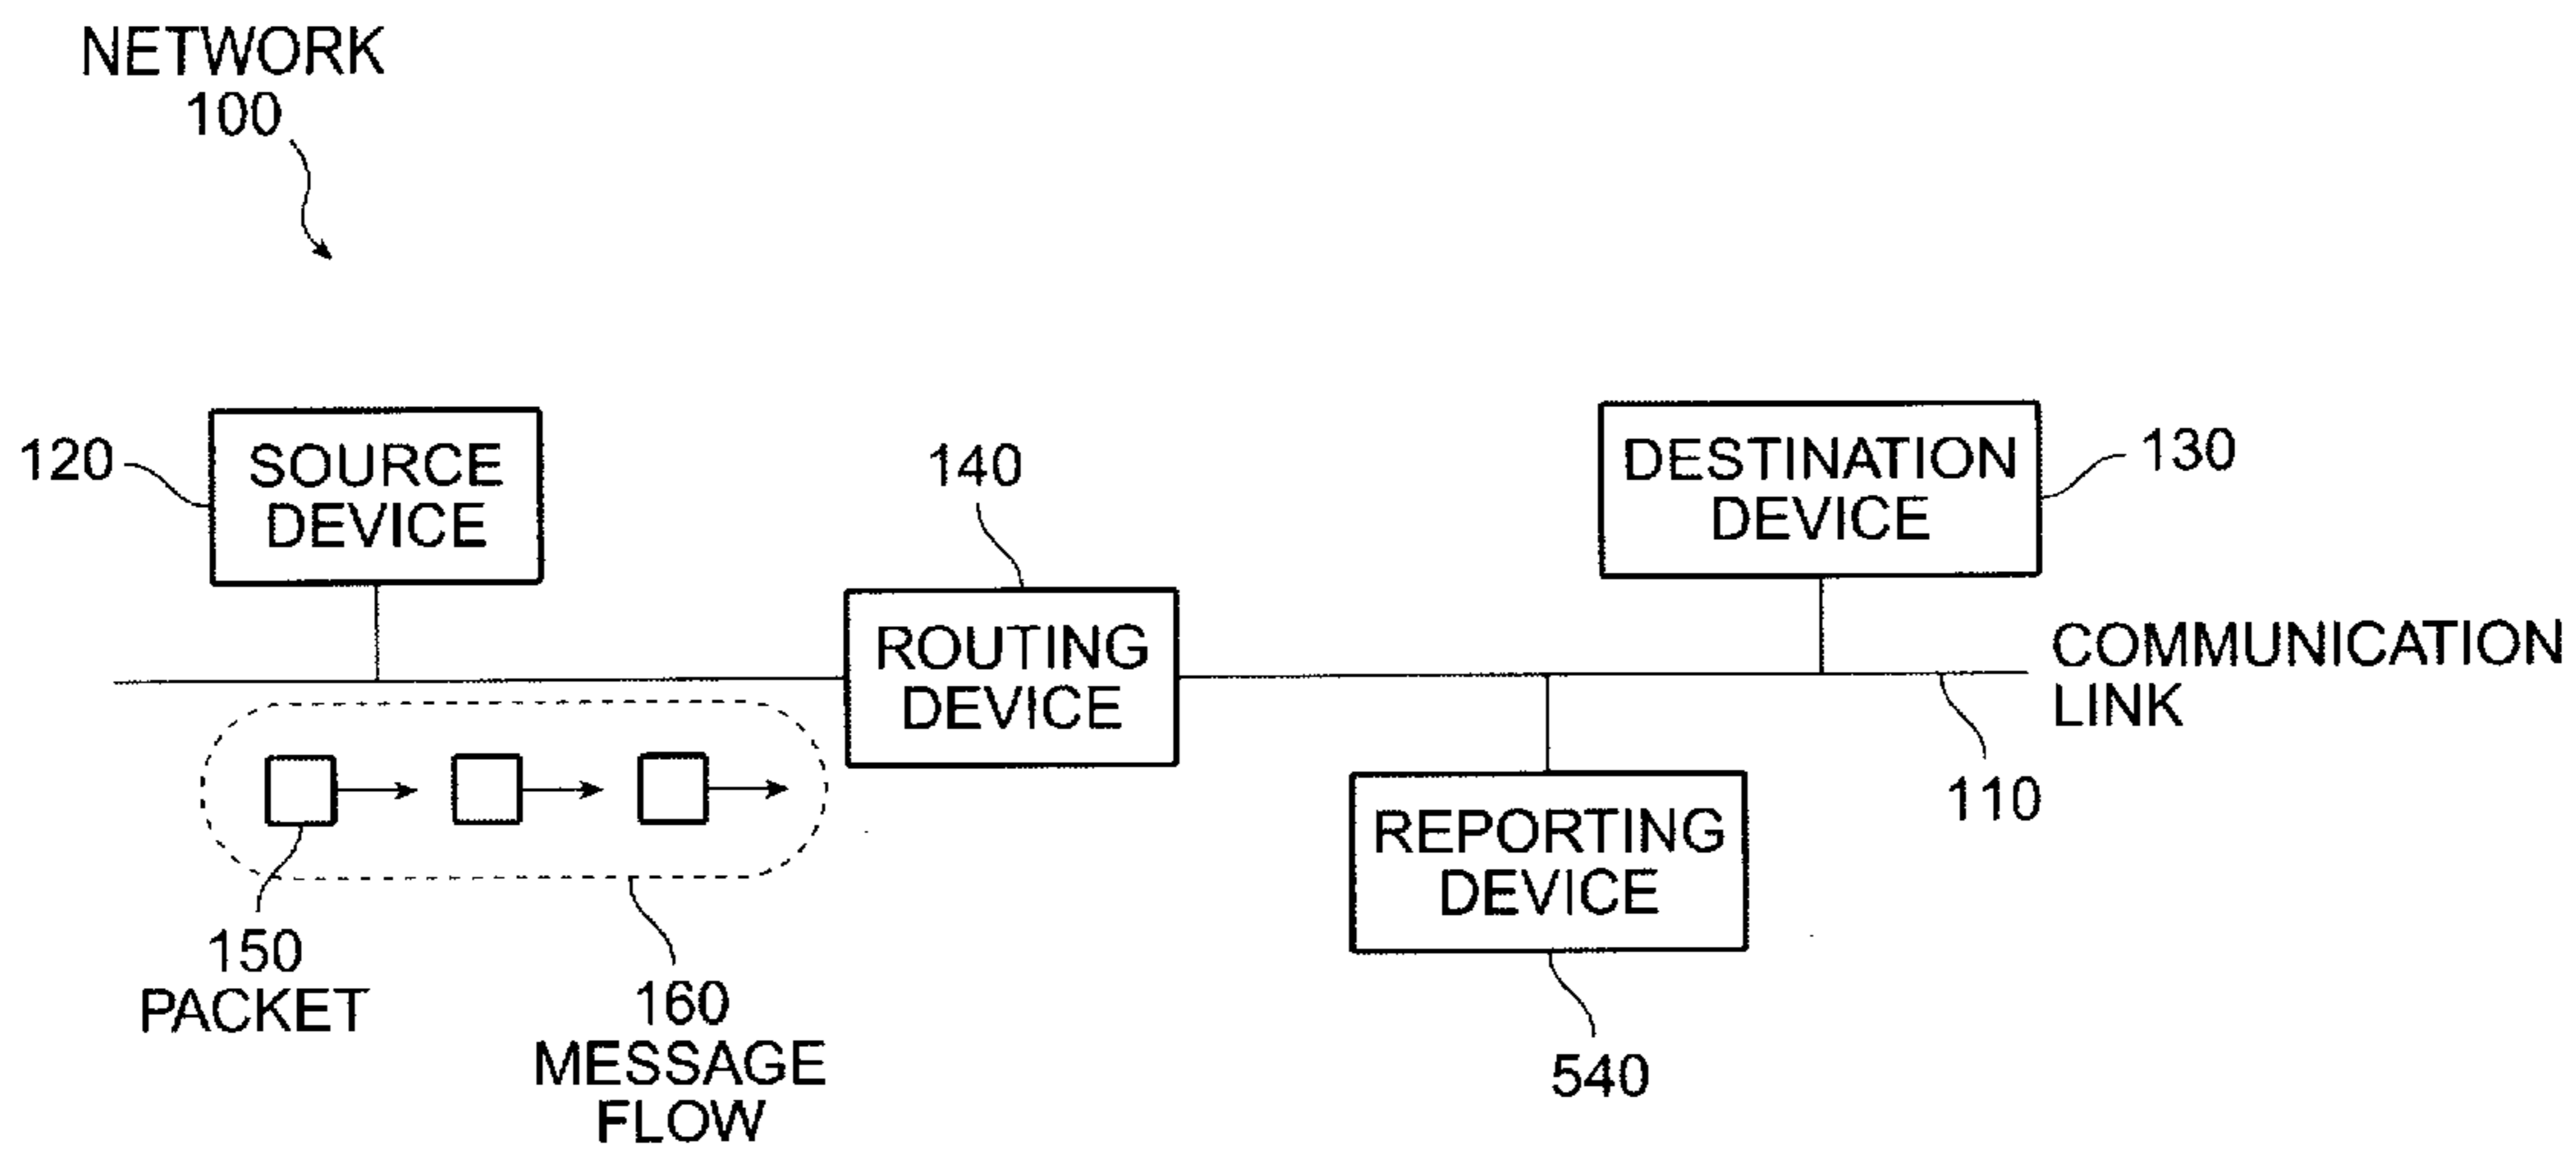 NETWORK
100
120
SOURCE
DEVICE
140
ROUTING
DEVICE
DESTINATION
DEVICE
130
COMMUNICATION
LINK
110
REPORTING
DEVICE
540
150
PACKET
160
MESSAGE
FLOW